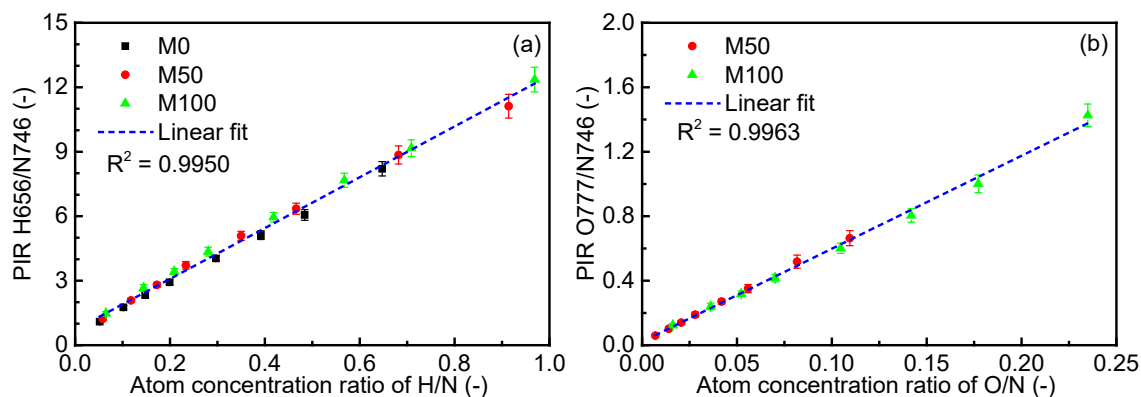 15
12
9
6
3
0
PIR H656/N746 (-)
(a)
M0
M50
M100
Linear fit
R² = 0.9950
0.0 0.2 0.4 0.6 0.8 1.0
Atom concentration ratio of H/N (-)
2.0
1.6
1.2
0.8
0.4
0.0
PIR O777/N746 (-)
(b)
M50
M100
Linear fit
R² = 0.9963
0.00 0.05 0.10 0.15 0.20 0.25
Atom concentration ratio of O/N (-)